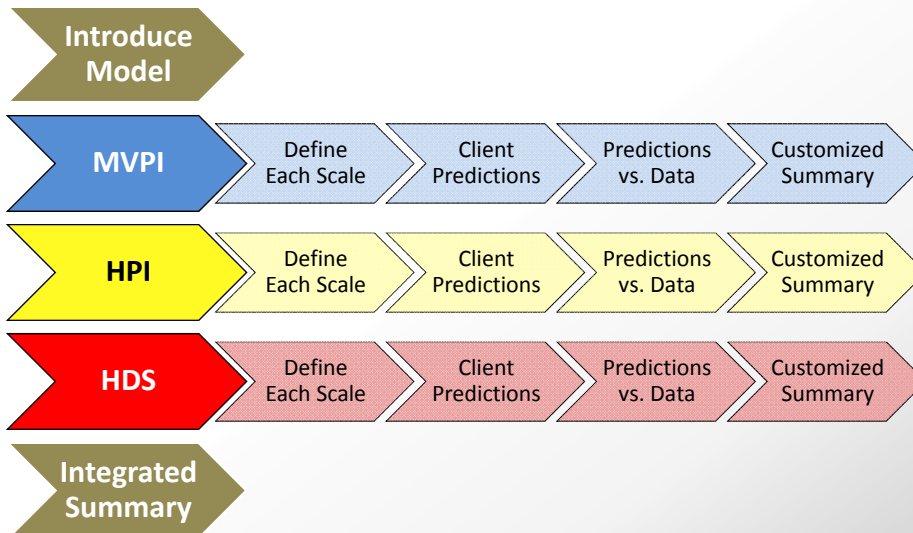 Introduce
Model
MVPI
Define
Each Scale
Client
Predictions
Predictions
vs. Data
Customized
Summary
HPI
Define
Each Scale
Client
Predictions
Predictions
vs. Data
Customized
Summary
HDS
Define
Each Scale
Client
Predictions
Predictions
vs. Data
Customized
Summary
Integrated
Summary